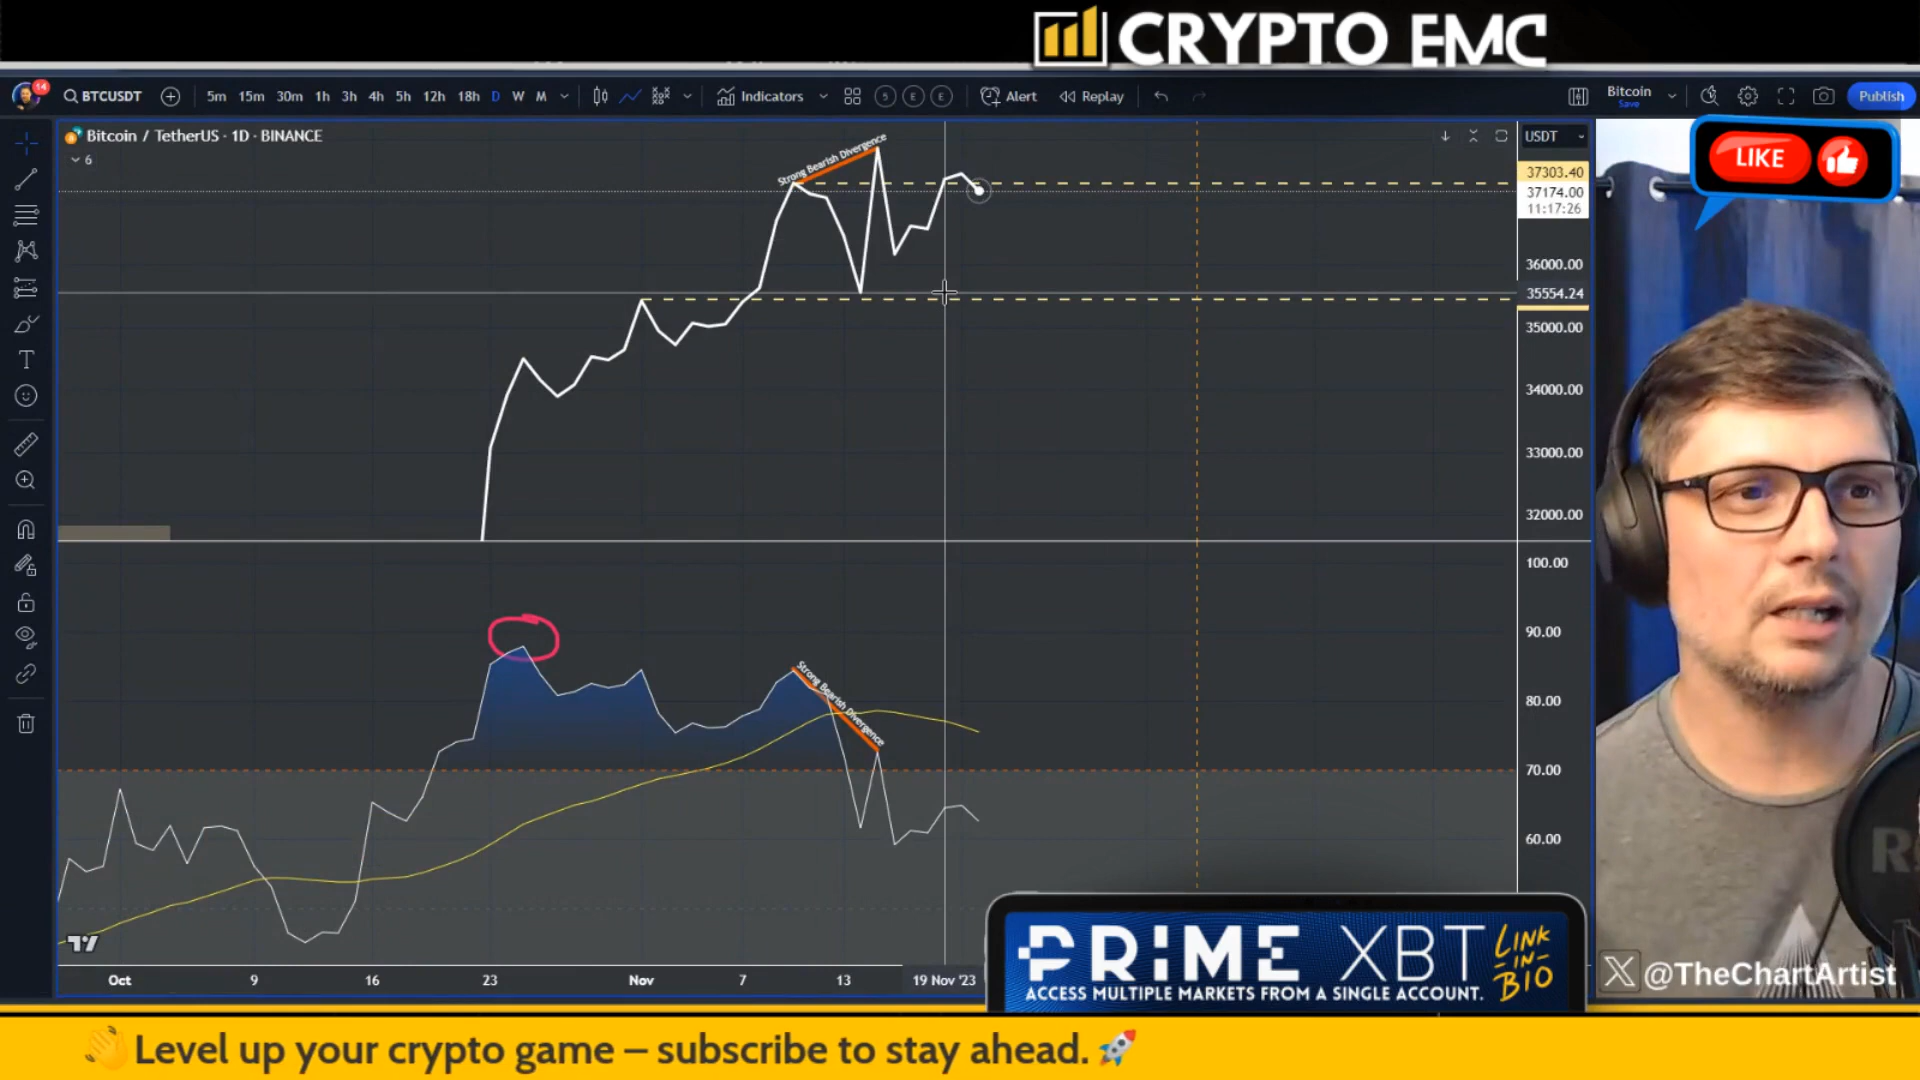 CRYPTO EMC
14
BTCUSDT
5m 15m 30m 1h 3h 4h 5h 12h 18h D W M
Indicators
5 E E
Alert
Replay
Bitcoin
Save
Publish
Bitcoin / TetherUS · 1D · BINANCE
6
USDT
LIKE
Strong Bearish Divergence
37303.40
37174.00
11:17:26
36000.00
35554.24
35000.00
34000.00
33000.00
32000.00
100.00
90.00
Strong Bearish Divergence
80.00
70.00
60.00
R
Oct 9 16 23 Nov 7 13 19 Nov '23
PRIME XBT
LINK
-IN-
BIO
ACCESS MULTIPLE MARKETS FROM A SINGLE ACCOUNT.
X @TheChartArtist
👋Level up your crypto game – subscribe to stay ahead.🚀